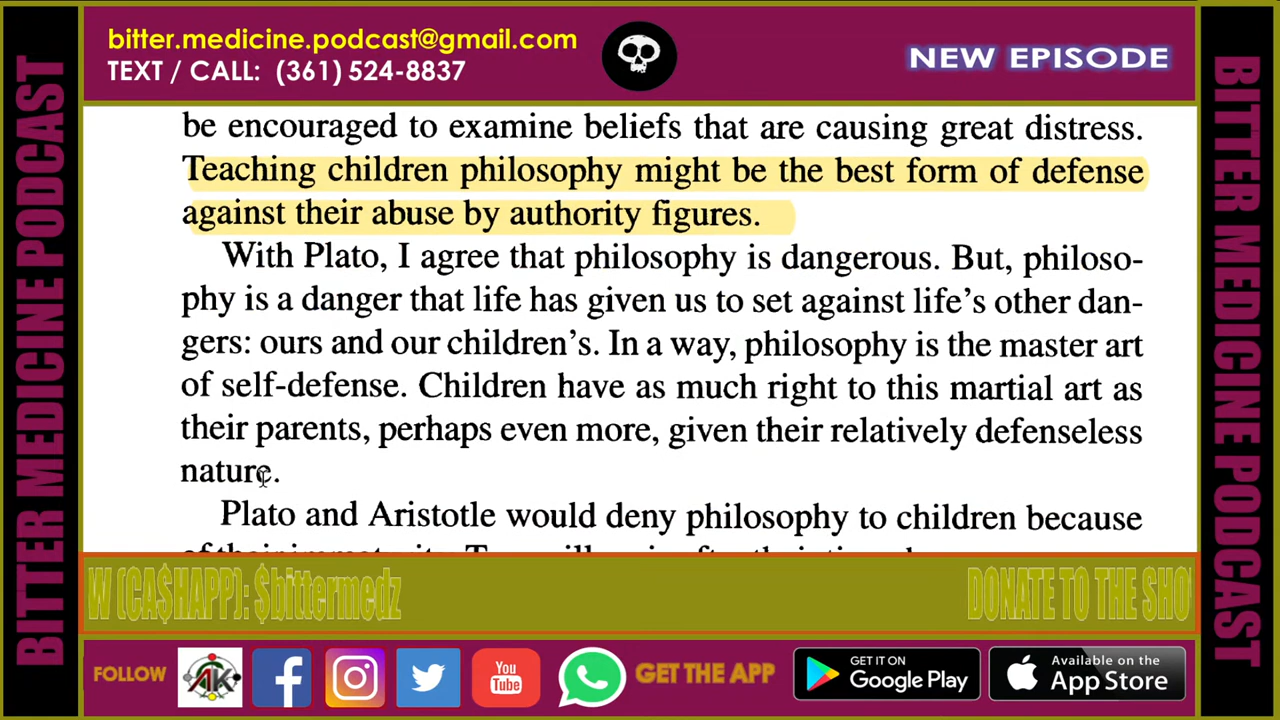 bitter.medicine.podcast@gmail.com
TEXT / CALL: (361) 524-8837
NEW EPISODE
BITTER MEDICINE PODCAST
be encouraged to examine beliefs that are causing great distress.
Teaching children philosophy might be the best form of defense
against their abuse by authority figures.
With Plato, I agree that philosophy is dangerous. But, philoso-
phy is a danger that life has given us to set against life's other dan-
gers: ours and our children's. In a way, philosophy is the master art
of self-defense. Children have as much right to this martial art as
their parents, perhaps even more, given their relatively defenseless
nature.
Plato and Aristotle would deny philosophy to children because
BITTER MEDICINE PODCAST
W (CA$HAPP): $bittermedz
DONATE TO THE SHO
FOLLOW
ATK
You
Tube
GET THE APP
GET IT ON
Google Play
Available on the
App Store